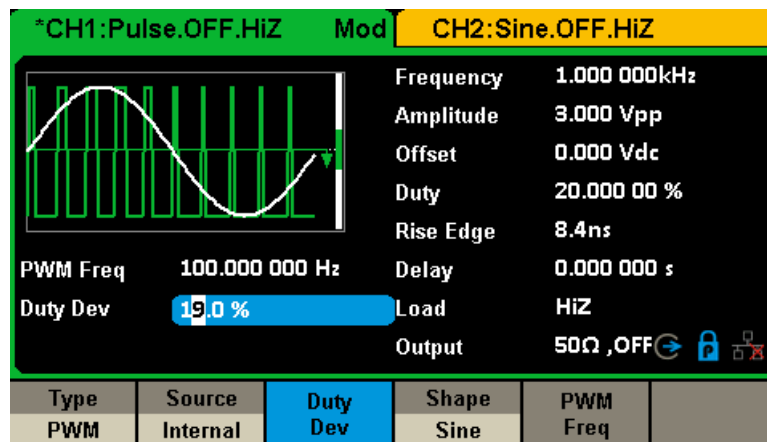 *CH1:Pulse.OFF.HiZ Mod CH2:Sine.OFF.HiZ
Frequency 1.000 000kHz
Amplitude 3.000 Vpp
Offset 0.000 Vdc
Duty 20.000 00 %
Rise Edge 8.4ns
PWM Freq 100.000 000 Hz Delay 0.000 000 s
Duty Dev 19.0 % Load HiZ
Output 50Ω ,OFF
Type Source Duty Dev Shape PWM Freq
PWM Internal Sine